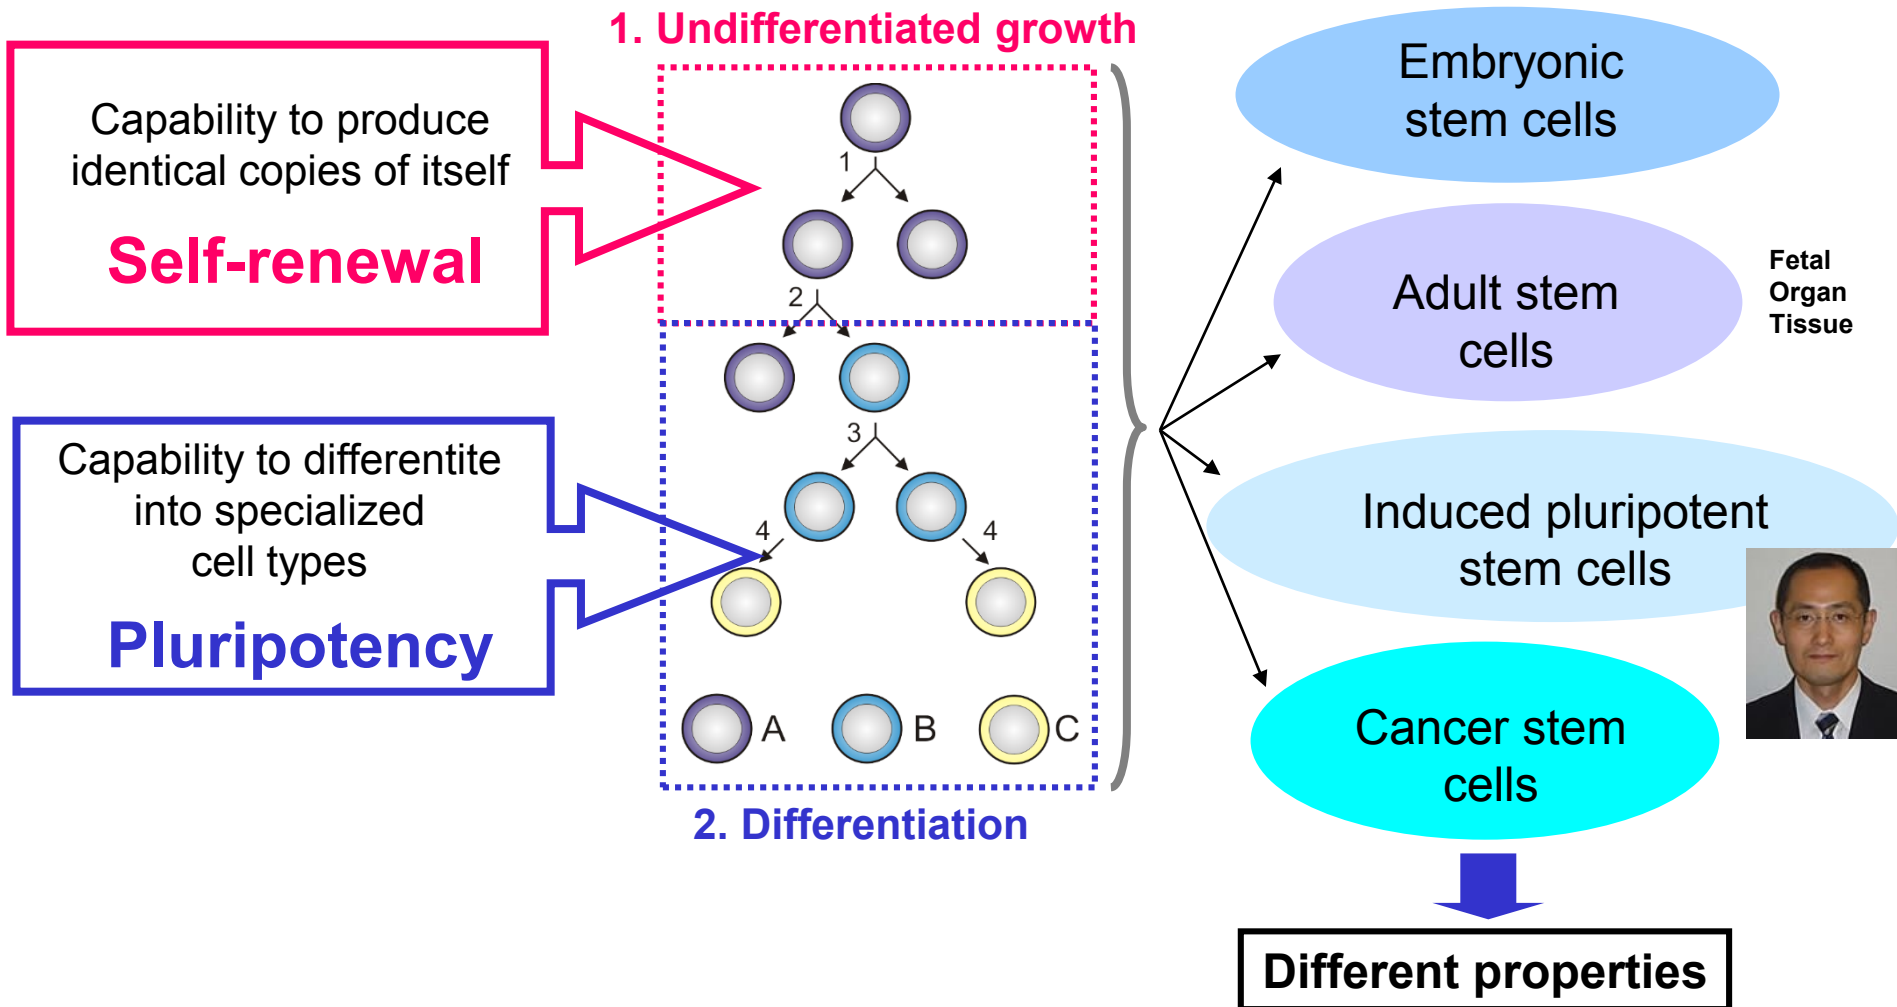 1. Undifferentiated growth
Capability to produce
identical copies of itself
Self-renewal
Capability to differentite
into specialized
cell types
Pluripotency
1
2
3
4
4
A
B
C
2. Differentiation
Embryonic
stem cells
Adult stem
cells
Fetal
Organ
Tissue
Induced pluripotent
stem cells
Cancer stem
cells
Different properties